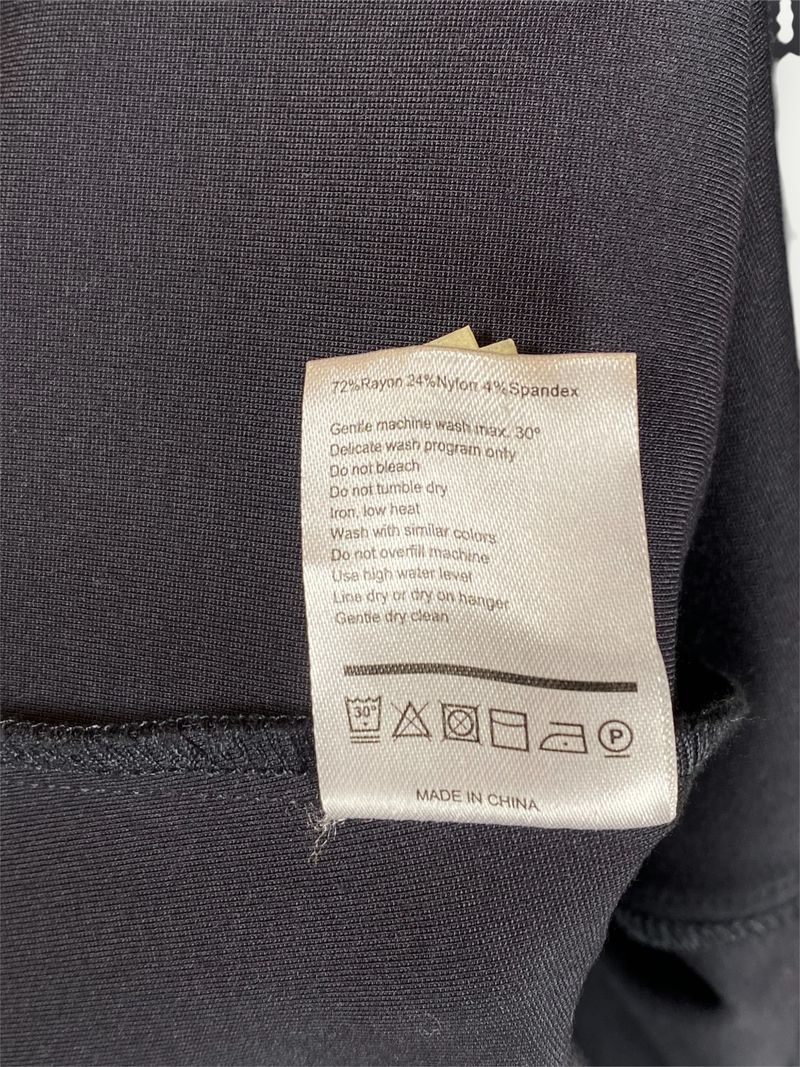 72%Rayon 24%Nylon 4%Spandex
Gentle machine wash max. 30°
Delicate wash program only
Do not bleach
Do not tumble dry
Iron, low heat
Wash with similar colors
Do not overfill machine
Use high water level
Line dry or dry on hanger
Gentle dry clean
30° P
MADE IN CHINA